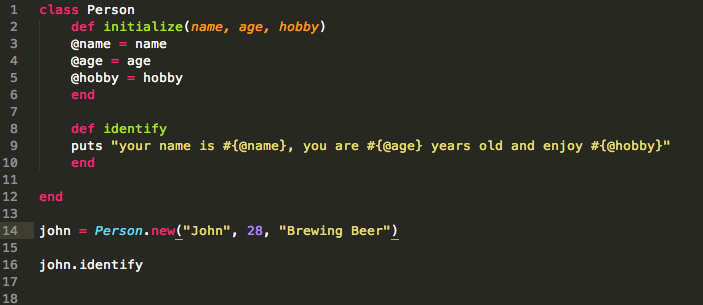 1 class Person
2     def initialize(name, age, hobby)
3     @name = name
4     @age = age
5     @hobby = hobby
6     end
7
8     def identify
9     puts "your name is #{@name}, you are #{@age} years old and enjoy #{@hobby}"
10     end
11
12 end
13
14 john = Person.new("John", 28, "Brewing Beer")
15
16 john.identify
17
18